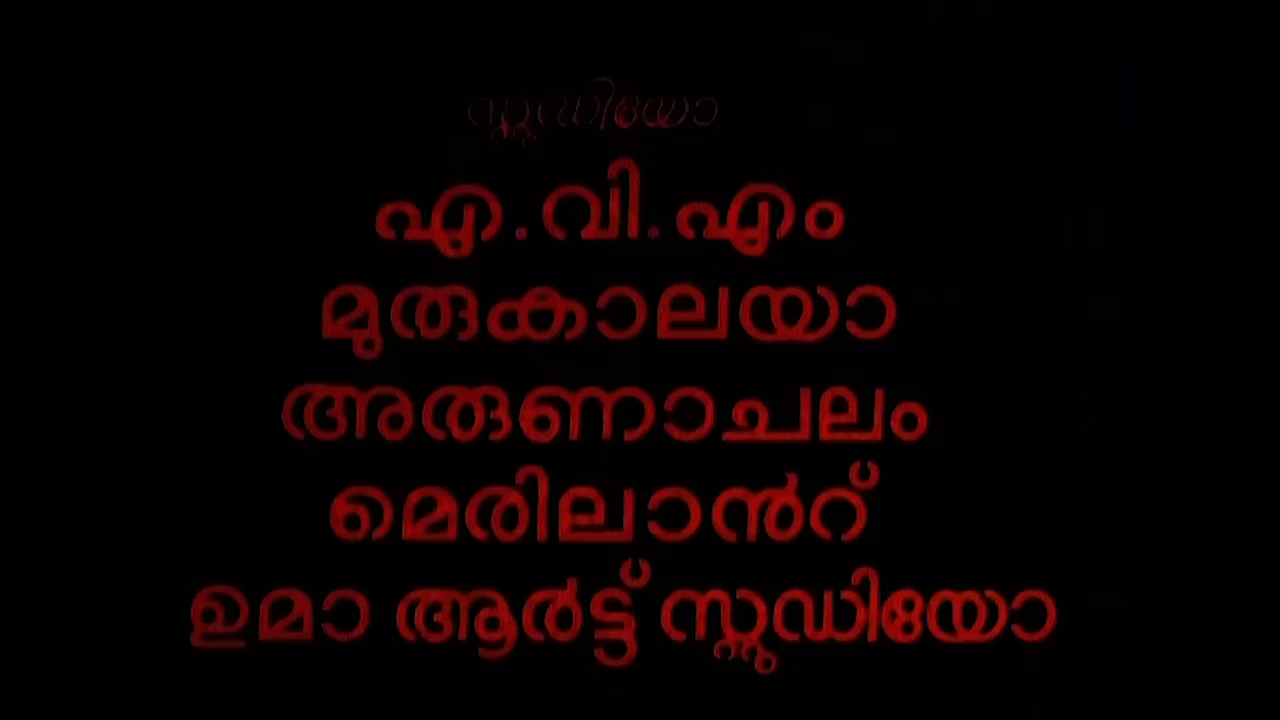 സ്റ്റുഡിയോ
എ.വി.എം
മുരുകാലയാ
അരുണാചലം
മെരിലാൻറ്
ഉമാ ആർട്ട് സ്റ്റുഡിയോ